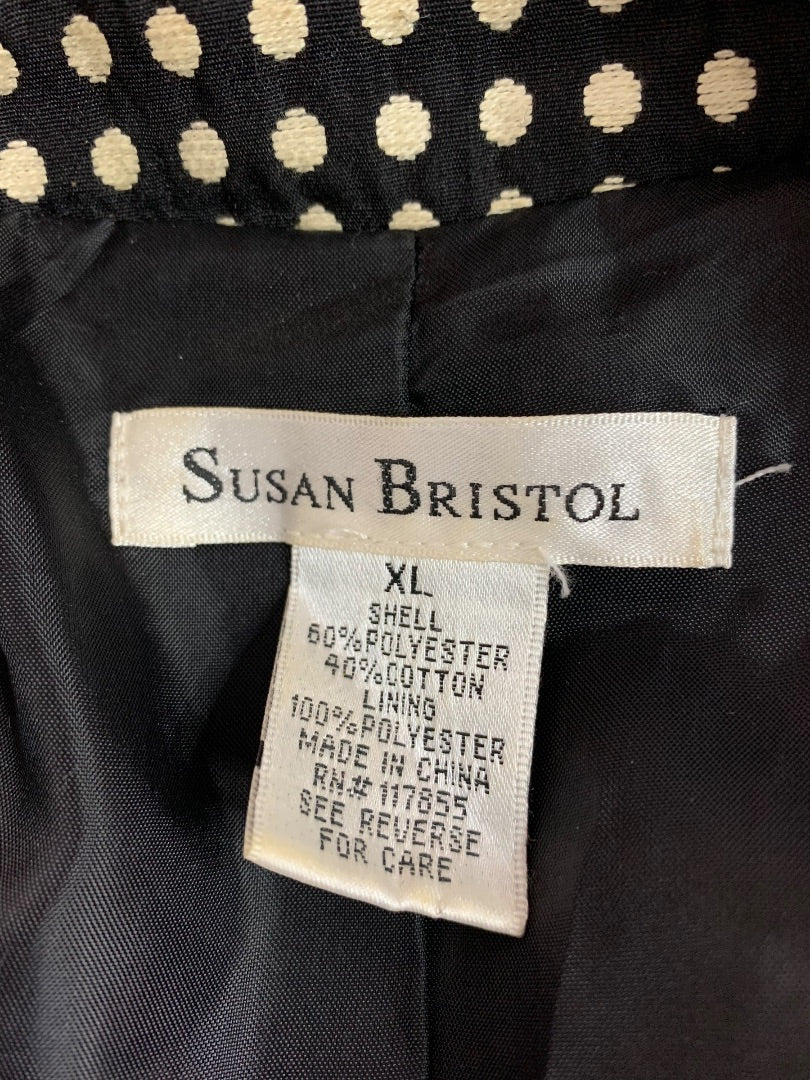 SUSAN BRISTOL
XL
SHELL
60%POLYESTER
40%COTTON
LINING
100%POLYESTER
MADE IN CHINA
RN# 117855
SEE REVERSE
FOR CARE